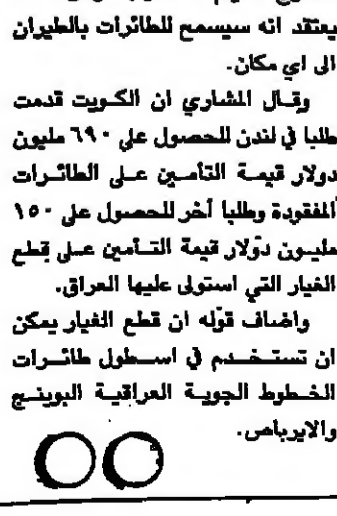 يعتقد انه سيسمح للطائرات بالطيران
الى اي مكان.
وقال المشاري ان الكويت قدمت
طلبا في لندن للحصول على ٦٩٠ مليون
دولار قيمة التأمين على الطائرات
المفقودة وطلبا آخر للحصول على ١٥٠
مليون دولار قيمة التأمين على قطع
الغيار التي استولى عليها العراق.
واضاف قوله ان قطع الغيار يمكن
ان تستخدم في اسطول طائرات
الخطوط الجوية العراقية البوينج
والايرباص.